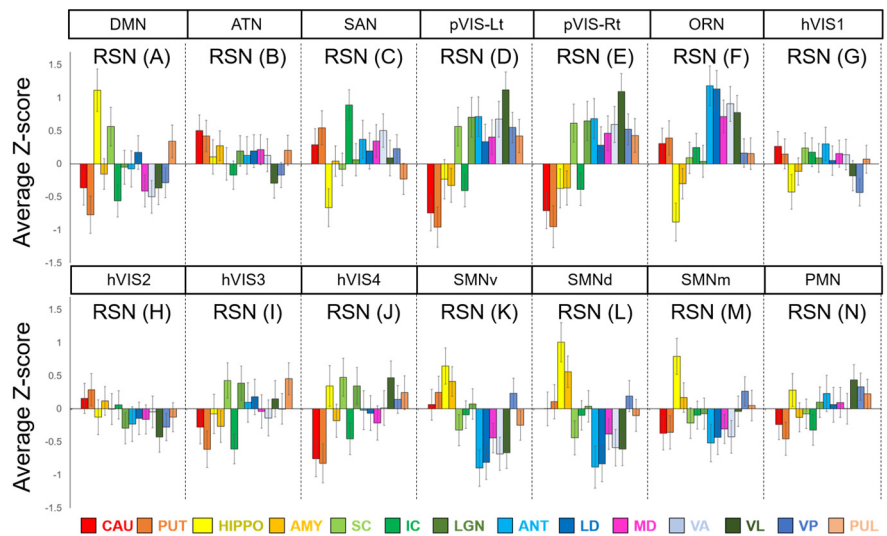 DMN ATN SAN pVIS-Lt pVIS-Rt ORN hVIS1
RSN (A) RSN (B) RSN (C) RSN (D) RSN (E) RSN (F) RSN (G)
Average Z-score
1.5
1
0.5
0
-0.5
-1
-1.5
hVIS2 hVIS3 hVIS4 SMNv SMNd SMNm PMN
RSN (H) RSN (I) RSN (J) RSN (K) RSN (L) RSN (M) RSN (N)
Average Z-score
1.5
1
0.5
0
-0.5
-1
-1.5
CAU PUT HIPPO AMY SC IC LGN ANT LD MD VA VL VP PUL